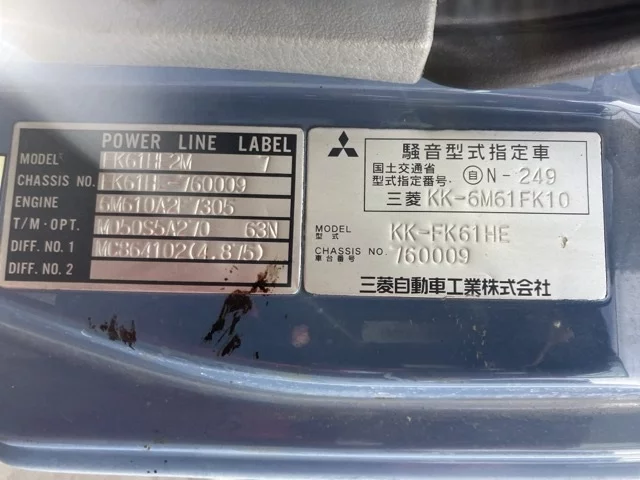 POWER LINE LABEL
MODEL FK61HE2M 7
CHASSIS NO. FK61H -760009
ENGINE 6M610A2F 7305
T/M・OPT. M050S5A270 63N
DIFF. NO. 1 MC864102(4.875)
DIFF. NO. 2
騒音型式指定車
国土交通省
型式指定番号 自 N-249
三菱 KK-6M61FK10
MODEL
型式
KK-FK61HE
CHASSIS NO.
車台番号
760009
三菱自動車工業株式会社